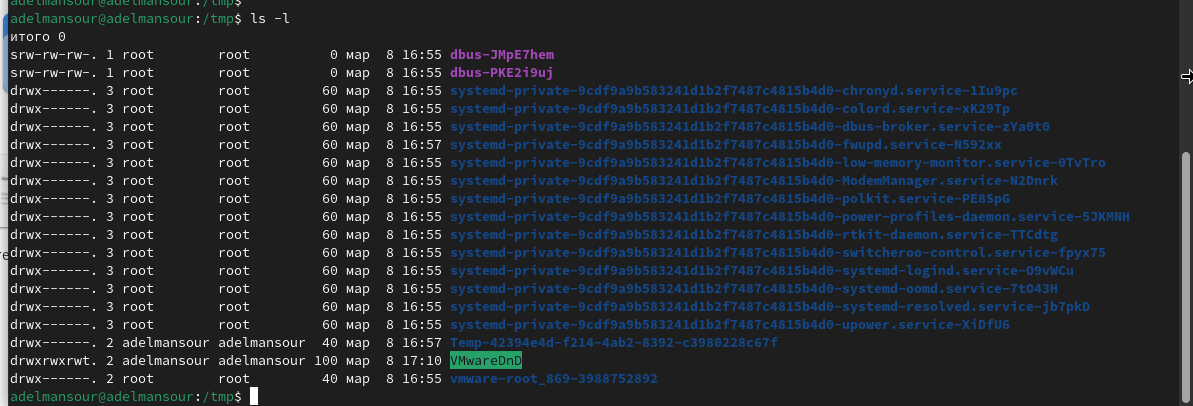 adelmansour@adelmansour:/tmp$
adelmansour@adelmansour:/tmp$ ls -l
итого 0
srw-rw-rw-. 1 root        root          0 мар  8 16:55 dbus-JMpE7hem
srw-rw-rw-. 1 root        root          0 мар  8 16:55 dbus-PKE2i9uj
drwx------. 3 root        root         60 мар  8 16:55 systemd-private-9cdf9a9b583241d1b2f7487c4815b4d0-chronyd.service-1Iu9pc
drwx------. 3 root        root         60 мар  8 16:55 systemd-private-9cdf9a9b583241d1b2f7487c4815b4d0-colord.service-xK29Tp
drwx------. 3 root        root         60 мар  8 16:55 systemd-private-9cdf9a9b583241d1b2f7487c4815b4d0-dbus-broker.service-zYa0t0
drwx------. 3 root        root         60 мар  8 16:57 systemd-private-9cdf9a9b583241d1b2f7487c4815b4d0-fwupd.service-N592xx
drwx------. 3 root        root         60 мар  8 16:55 systemd-private-9cdf9a9b583241d1b2f7487c4815b4d0-low-memory-monitor.service-0TvTro
drwx------. 3 root        root         60 мар  8 16:55 systemd-private-9cdf9a9b583241d1b2f7487c4815b4d0-ModemManager.service-N2Dnrk
drwx------. 3 root        root         60 мар  8 16:55 systemd-private-9cdf9a9b583241d1b2f7487c4815b4d0-polkit.service-PE8SpG
drwx------. 3 root        root         60 мар  8 16:55 systemd-private-9cdf9a9b583241d1b2f7487c4815b4d0-power-profiles-daemon.service-5JKMNH
drwx------. 3 root        root         60 мар  8 16:55 systemd-private-9cdf9a9b583241d1b2f7487c4815b4d0-rtkit-daemon.service-TTCdtg
drwx------. 3 root        root         60 мар  8 16:55 systemd-private-9cdf9a9b583241d1b2f7487c4815b4d0-switcheroo-control.service-fpyx75
drwx------. 3 root        root         60 мар  8 16:55 systemd-private-9cdf9a9b583241d1b2f7487c4815b4d0-systemd-logind.service-O9vWCu
drwx------. 3 root        root         60 мар  8 16:55 systemd-private-9cdf9a9b583241d1b2f7487c4815b4d0-systemd-oomd.service-7tO43H
drwx------. 3 root        root         60 мар  8 16:55 systemd-private-9cdf9a9b583241d1b2f7487c4815b4d0-systemd-resolved.service-jb7pkD
drwx------. 3 root        root         60 мар  8 16:55 systemd-private-9cdf9a9b583241d1b2f7487c4815b4d0-upower.service-XiDfU6
drwx------. 2 adelmansour adelmansour  40 мар  8 16:57 Temp-42394e4d-f214-4ab2-8392-c3980228c67f
drwxrwxrwt. 2 adelmansour adelmansour 100 мар  8 17:10 VMwareDnD
drwx------. 2 root        root         40 мар  8 16:55 vmware-root_869-3988752892
adelmansour@adelmansour:/tmp$